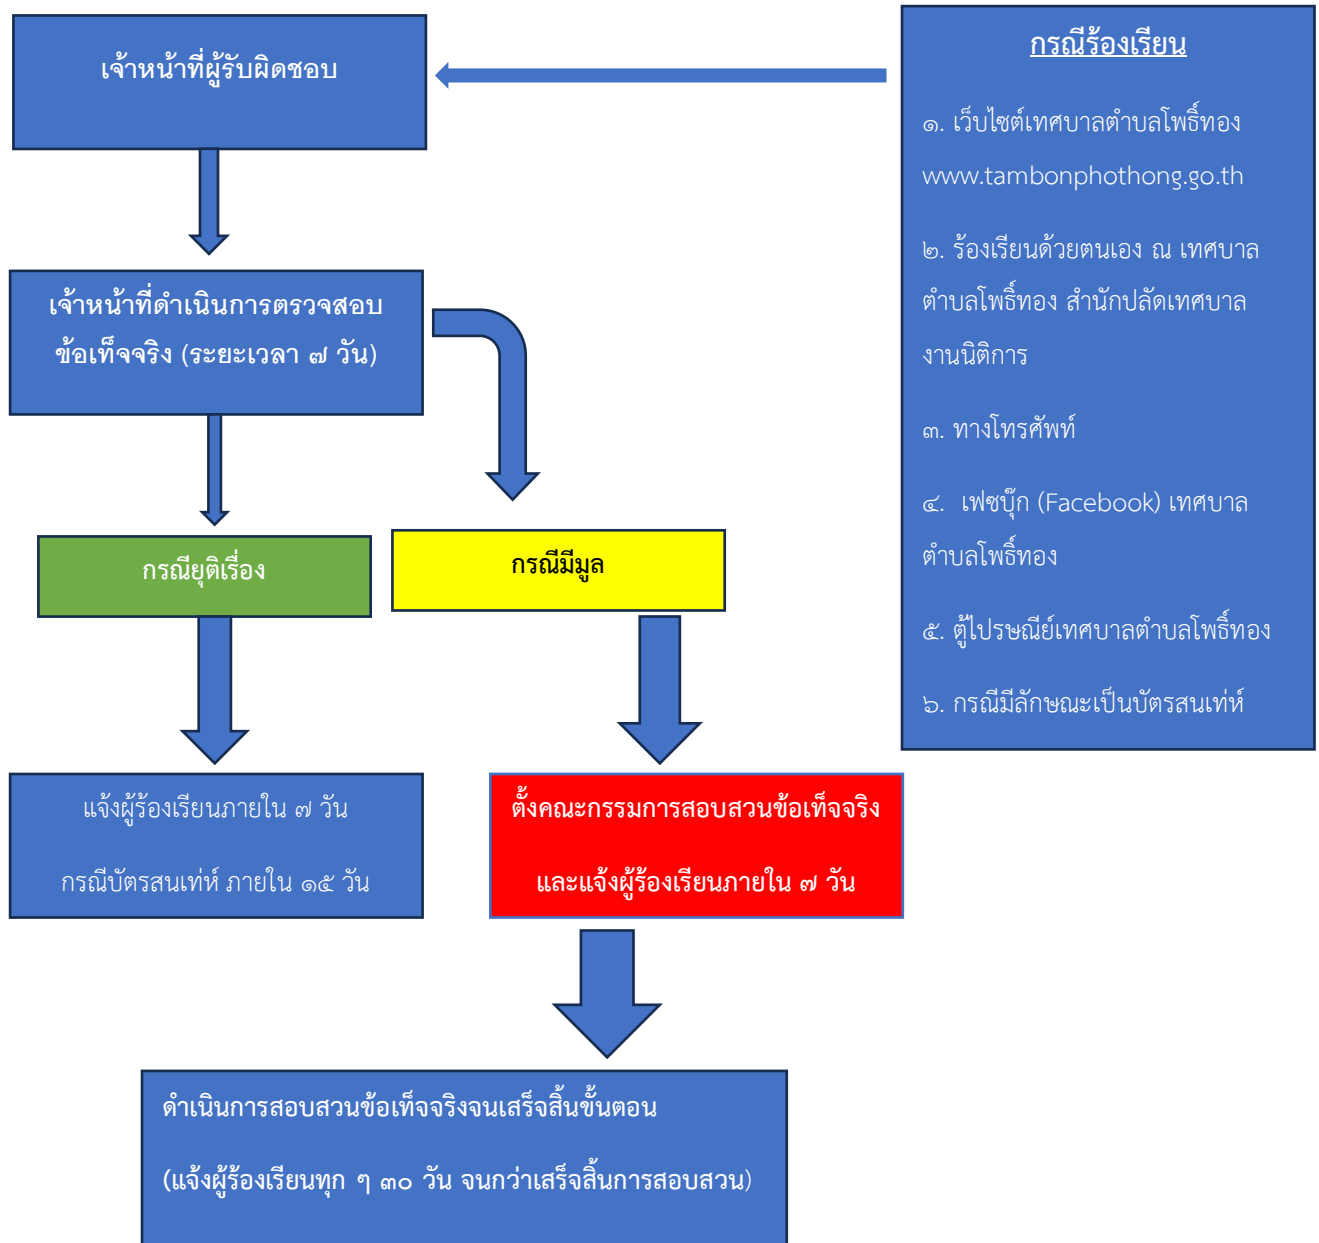 เจ้าหน้าที่ผู้รับผิดชอบ
กรณีร้องเรียน
๑. เว็บไซต์เทศบาลตำบลโพธิ์ทอง
www.tambonphothong.go.th
๒. ร้องเรียนด้วยตนเอง ณ เทศบาล
ตำบลโพธิ์ทอง สำนักปลัดเทศบาล
งานนิติการ
๓. ทางโทรศัพท์
๔. เฟซบุ๊ก (Facebook) เทศบาล
ตำบลโพธิ์ทอง
๕. ตู้ไปรษณีย์เทศบาลตำบลโพธิ์ทอง
๖. กรณีมีลักษณะเป็นบัตรสนเท่ห์
เจ้าหน้าที่ดำเนินการตรวจสอบ
ข้อเท็จจริง (ระยะเวลา ๗ วัน)
กรณียุติเรื่อง
กรณีมีมูล
แจ้งผู้ร้องเรียนภายใน ๗ วัน
กรณีบัตรสนเท่ห์ ภายใน ๑๕ วัน
ตั้งคณะกรรมการสอบสวนข้อเท็จจริง
และแจ้งผู้ร้องเรียนภายใน ๗ วัน
ดำเนินการสอบสวนข้อเท็จจริงจนเสร็จสิ้นขั้นตอน
(แจ้งผู้ร้องเรียนทุก ๆ ๓๐ วัน จนกว่าเสร็จสิ้นการสอบสวน)